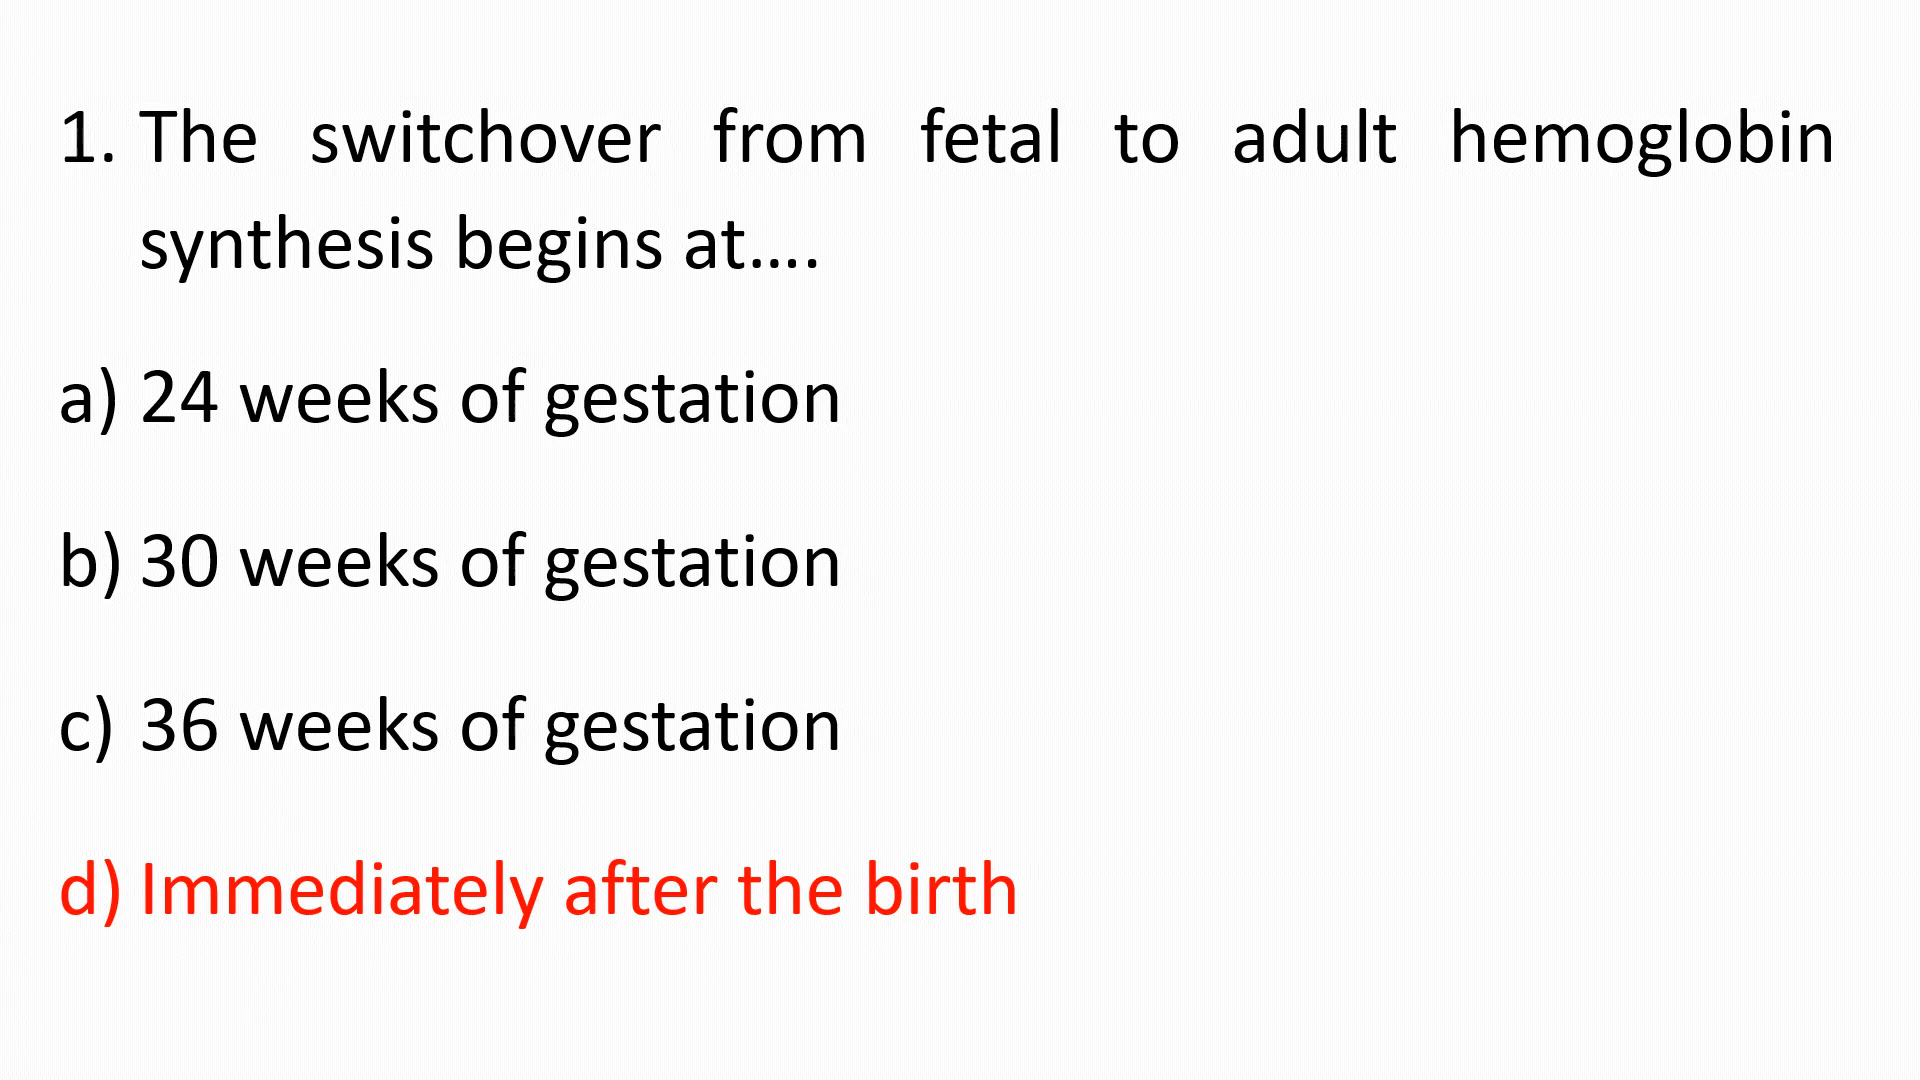 1. The switchover from fetal to adult hemoglobin
synthesis begins at....
a) 24 weeks of gestation
b) 30 weeks of gestation
c) 36 weeks of gestation
d) Immediately after the birth